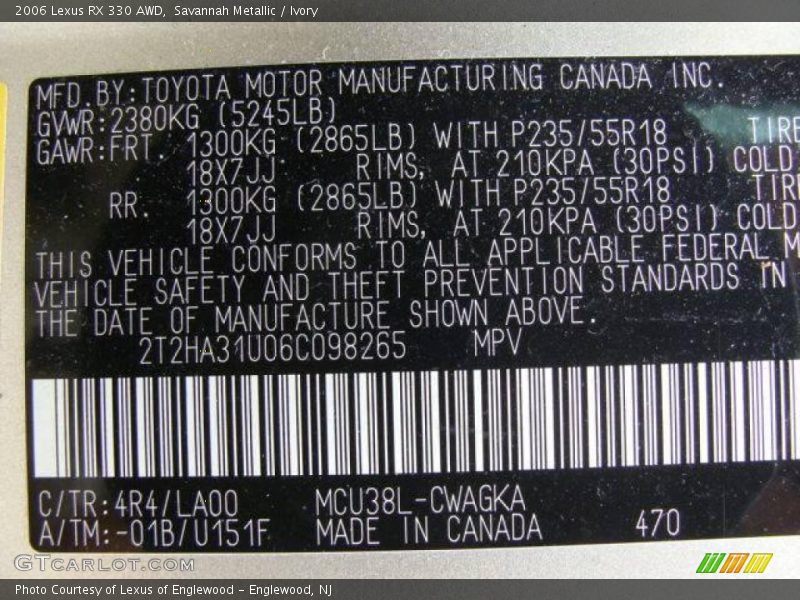 2006 Lexus RX 330 AWD, Savannah Metallic / Ivory
MFD.BY:TOYOTA MOTOR MANUFACTURING CANADA INC.
GVWR:2380KG (5245LB)
GAWR:FRT. 1300KG (2865LB) WITH P235/55R18 TIRE
18X7JJ RIMS, AT 210KPA (30PSI) COLD
RR. 1300KG (2865LB) WITH P235/55R18 TIRE
18X7JJ RIMS, AT 210KPA (30PSI) COLD
THIS VEHICLE CONFORMS TO ALL APPLICABLE FEDERAL M
VEHICLE SAFETY AND THEFT PREVENTION STANDARDS IN
THE DATE OF MANUFACTURE SHOWN ABOVE.
2T2HA31U06C098265 MPV
C/TR:4R4/LA00 MCU38L-CWAGKA
A/TM:-01B/U151F MADE IN CANADA 470
GTCARLOT.COM
Photo Courtesy of Lexus of Englewood - Englewood, NJ